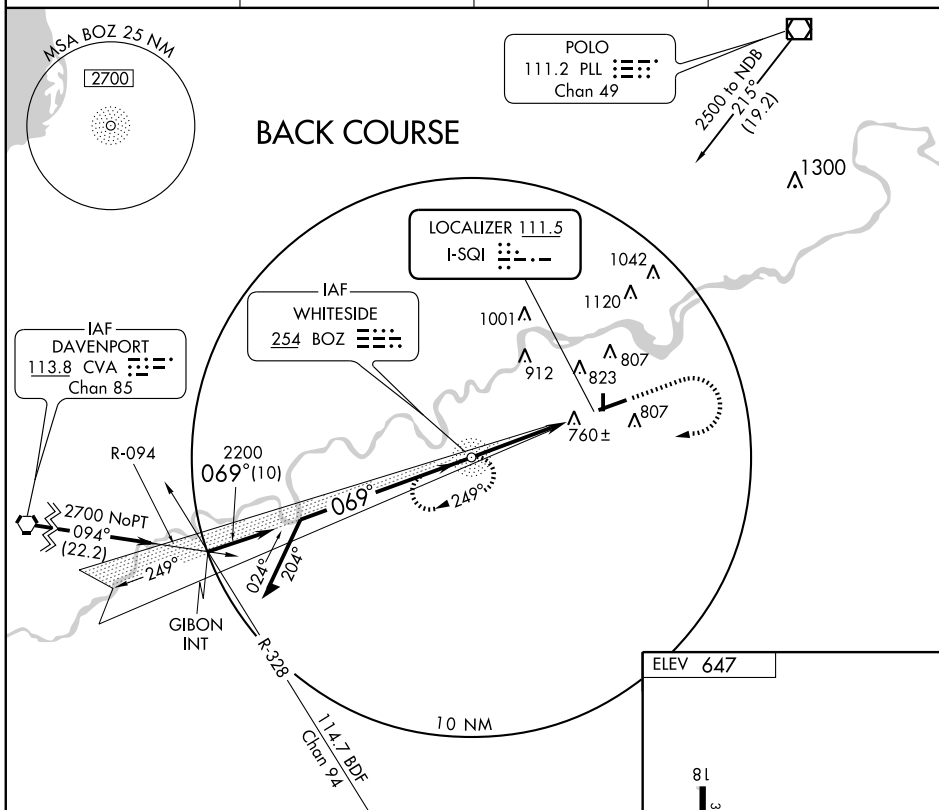 MSA BOZ 25 NM
2700
BACK COURSE
POLO
111.2 PLL
Chan 49
2500 to NDB
215°
(19.2)
1300
LOCALIZER 111.5
I-SQI
1042
1120
1001
912
823
807
807
760±
IAF
WHITESIDE
254 BOZ
IAF
DAVENPORT
113.8 CVA
Chan 85
R-094
2200
069°(10)
069°
249°
2700 NoPT
094°
(22.2)
249°
024°
204°
GIBON
INT
R-328
114.7 BDF
Chan 94
10 NM
ELEV 647
18
3